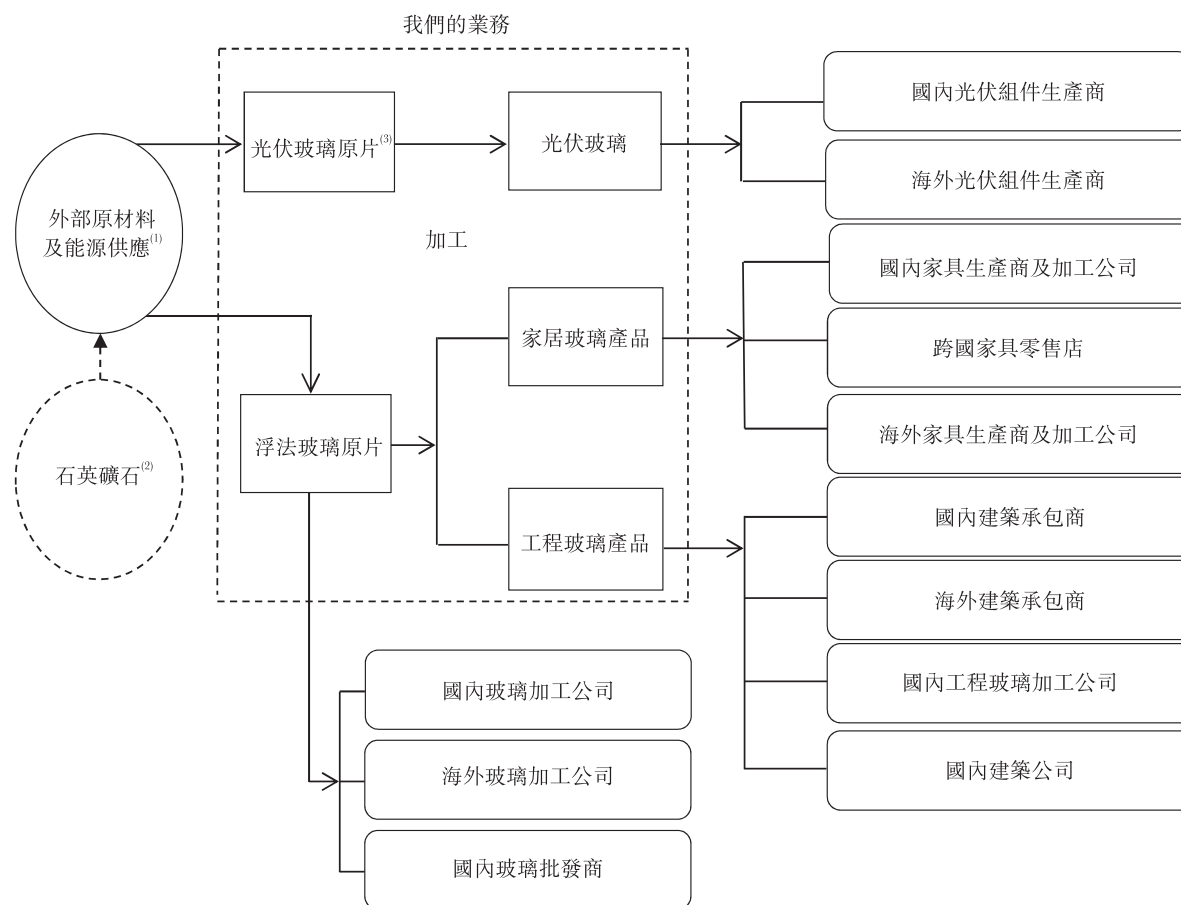 我們的業務
光伏玻璃原片(3)
光伏玻璃
國內光伏組件生產商
海外光伏組件生產商
外部原材料
及能源供應(1)
加工
國內家具生產商及加工公司
家居玻璃產品
跨國家具零售店
海外家具生產商及加工公司
浮法玻璃原片
石英礦石(2)
工程玻璃產品
國內建築承包商
海外建築承包商
國內工程玻璃加工公司
國內建築公司
國內玻璃加工公司
海外玻璃加工公司
國內玻璃批發商